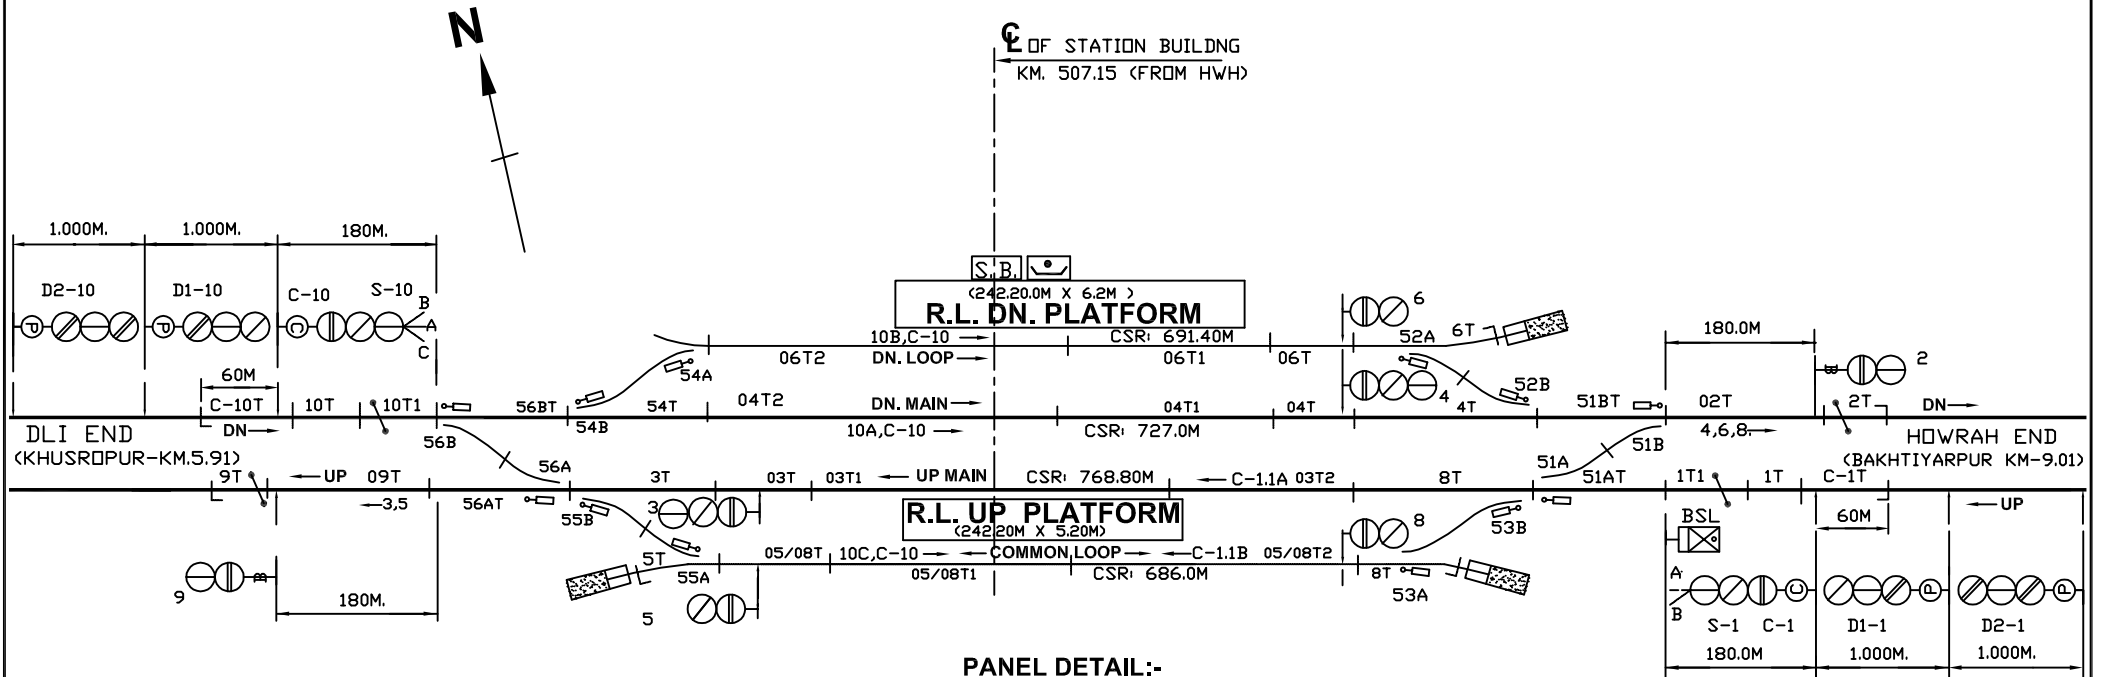 N
℄ OF STATION BUILDNG
KM. 507.15 (FROM HWH)
1.000M. 1.000M. 180M.
D2-10 D1-10 C-10 S-10 B
A
C
P P C
S.B.
(242.20.0M X 6.2M )
R.L. DN. PLATFORM
6
10B,C-10 CSR: 691.40M 52A 6T
06T2 DN. LOOP 06T1 06T
180.0M
B 2
60M
54A
52B
4
C-10T 10T 10T1 56BT 54T 04T2 DN. MAIN 04T1 04T 4T 51BT 02T 2T DN
DLI END DN 56B 54B 10A,C-10 CSR: 727.0M 51B 4,6,8. HOWRAH END
(KHUSROPUR-KM.5.91) (BAKHTIYARPUR KM-9.01)
56A 51A
9T UP 09T 3T 03T 03T1 UP MAIN CSR: 768.80M C-1.1A 03T2 8T 51AT 1T1 1T C-1T
3,5 56AT 55B 3 UP
R.L. UP PLATFORM
(242.20M X 5.20M)
8 53B BSL 60M
5T 05/08T 10C,C-10 COMMON LOOP C-1.1B 05/08T2
55A 05/08T1 CSR: 686.0M 8T 53A
9 B
180M.
5
A
B
C P P
S-1 C-1 D1-1 D2-1
180.0M 1.000M. 1.000M.
PANEL DETAIL:-